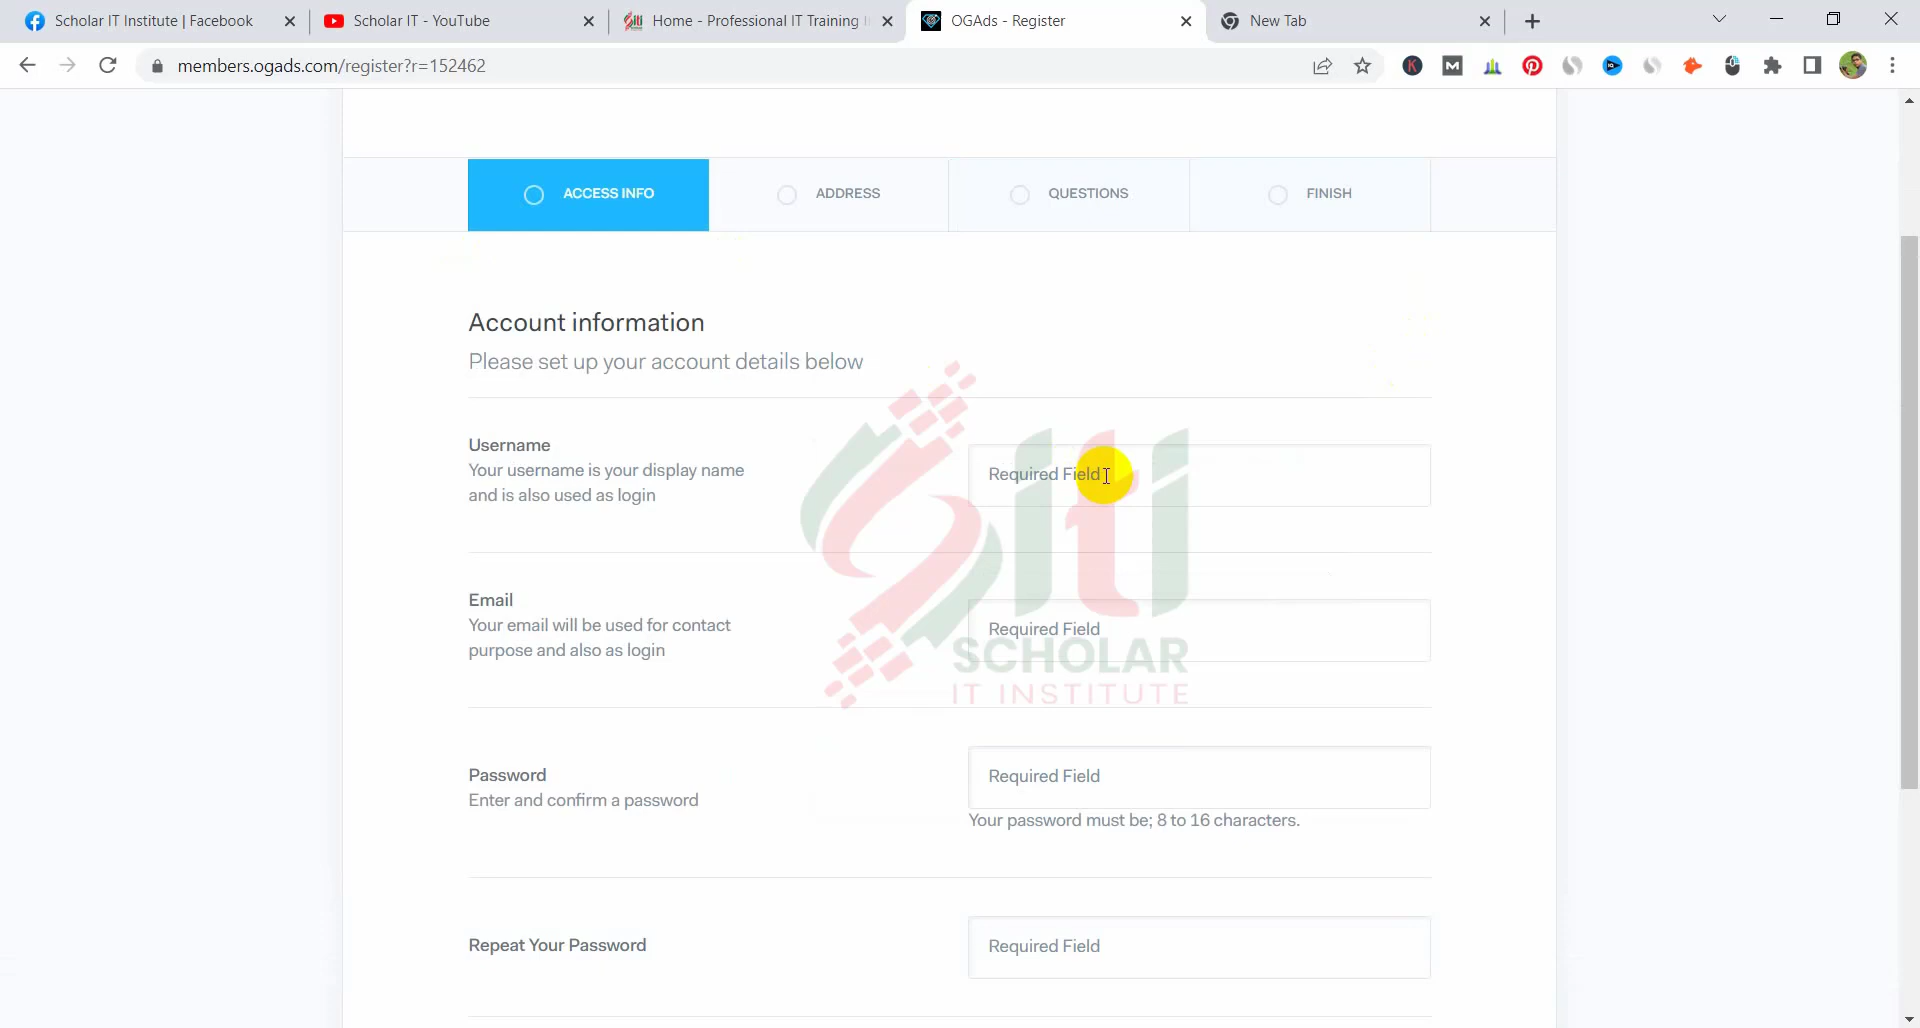 Scholar IT Institute | Facebook
Scholar IT - YouTube
Home - Professional IT Training
OGAds - Register
New Tab
members.ogads.com/register?r=152462
ACCESS INFO
ADDRESS
QUESTIONS
FINISH
Account information
Please set up your account details below
Username
Your username is your display name
and is also used as login
Required Field
Email
Your email will be used for contact
purpose and also as login
Required Field
siti
SCHOLAR
IT INSTITUTE
Password
Enter and confirm a password
Required Field
Your password must be; 8 to 16 characters.
Repeat Your Password
Required Field